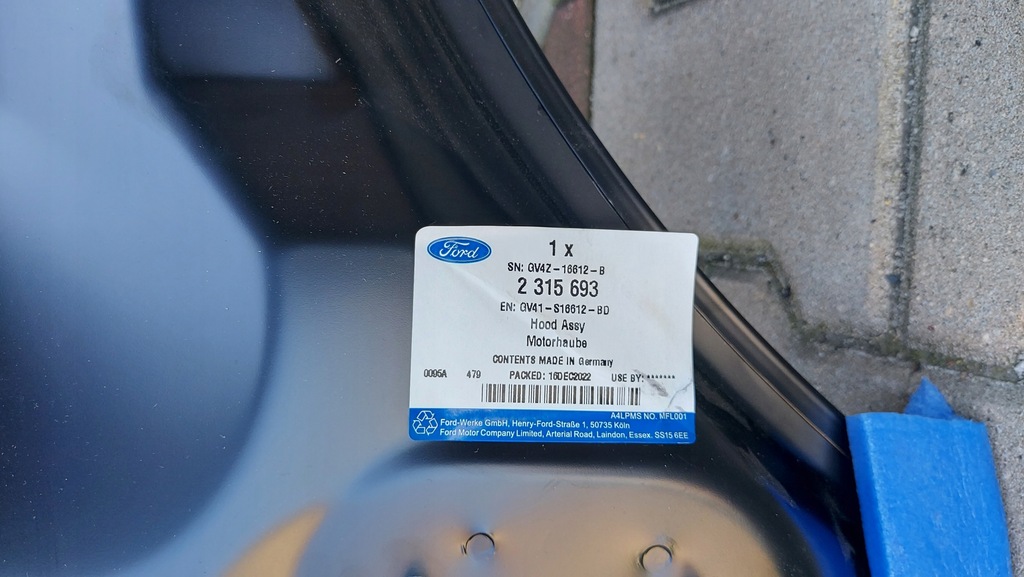 Ford
1 x
SN: GV4Z-16612-B
2 315 693
EN: GV41-S16612-BD
Hood Assy
Motorhaube
CONTENTS MADE IN Germany
0095A 479 PACKED: 16DEC2022 USE BY: *******
A4LPMS NO. MFL001
Ford-Werke GmbH, Henry-Ford-Straße 1, 50735 Köln
Ford Motor Company Limited, Arterial Road, Laindon, Essex. SS15 6EE